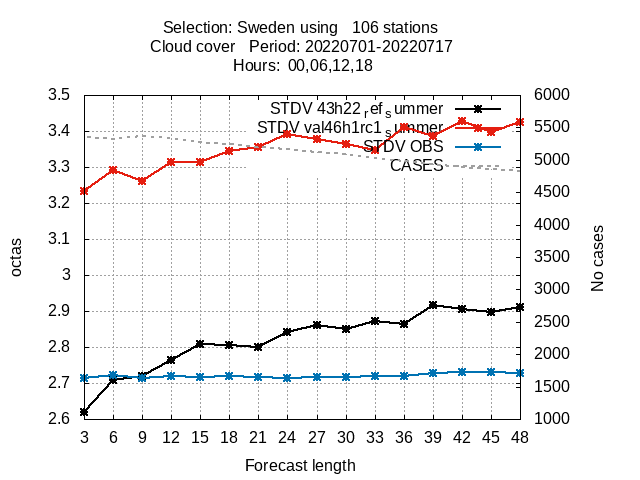 Selection: Sweden using   106 stations
Cloud cover   Period: 20220701-20220717
Hours:  00,06,12,18
STDV 43h22ref summer
STDV val46h1rc1summer
STDV OBS
CASES
octas
No cases
3.5
3.4
3.3
3.2
3.1
3
2.9
2.8
2.7
2.6
6000
5500
5000
4500
4000
3500
3000
2500
2000
1500
1000
3 6 9 12 15 18 21 24 27 30 33 36 39 42 45 48
Forecast length